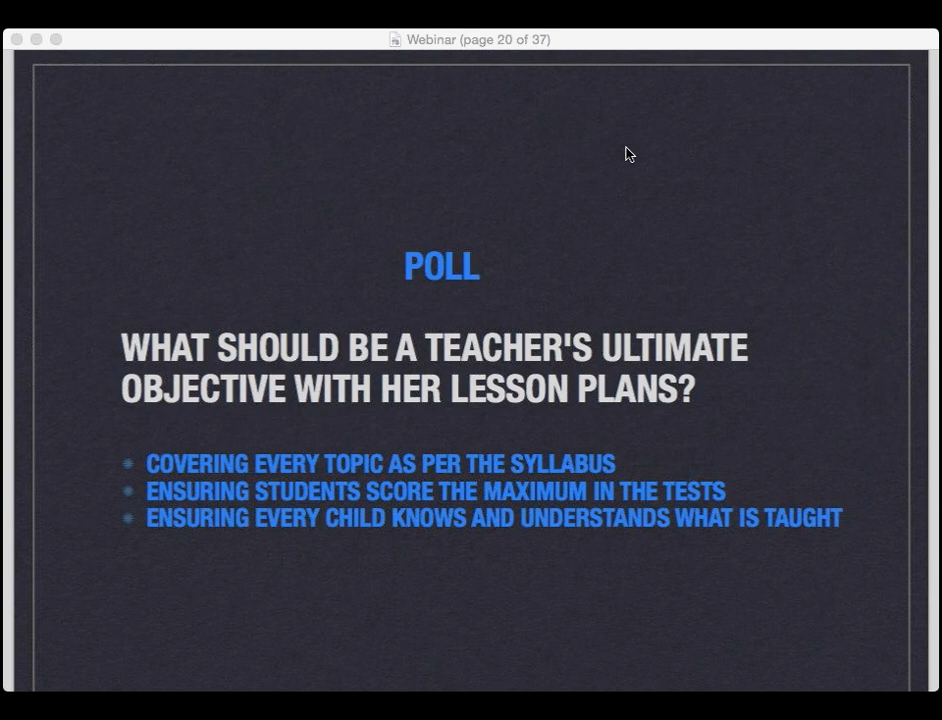 Webinar (page 20 of 37)
POLL
WHAT SHOULD BE A TEACHER'S ULTIMATE
OBJECTIVE WITH HER LESSON PLANS?
COVERING EVERY TOPIC AS PER THE SYLLABUS
ENSURING STUDENTS SCORE THE MAXIMUM IN THE TESTS
ENSURING EVERY CHILD KNOWS AND UNDERSTANDS WHAT IS TAUGHT